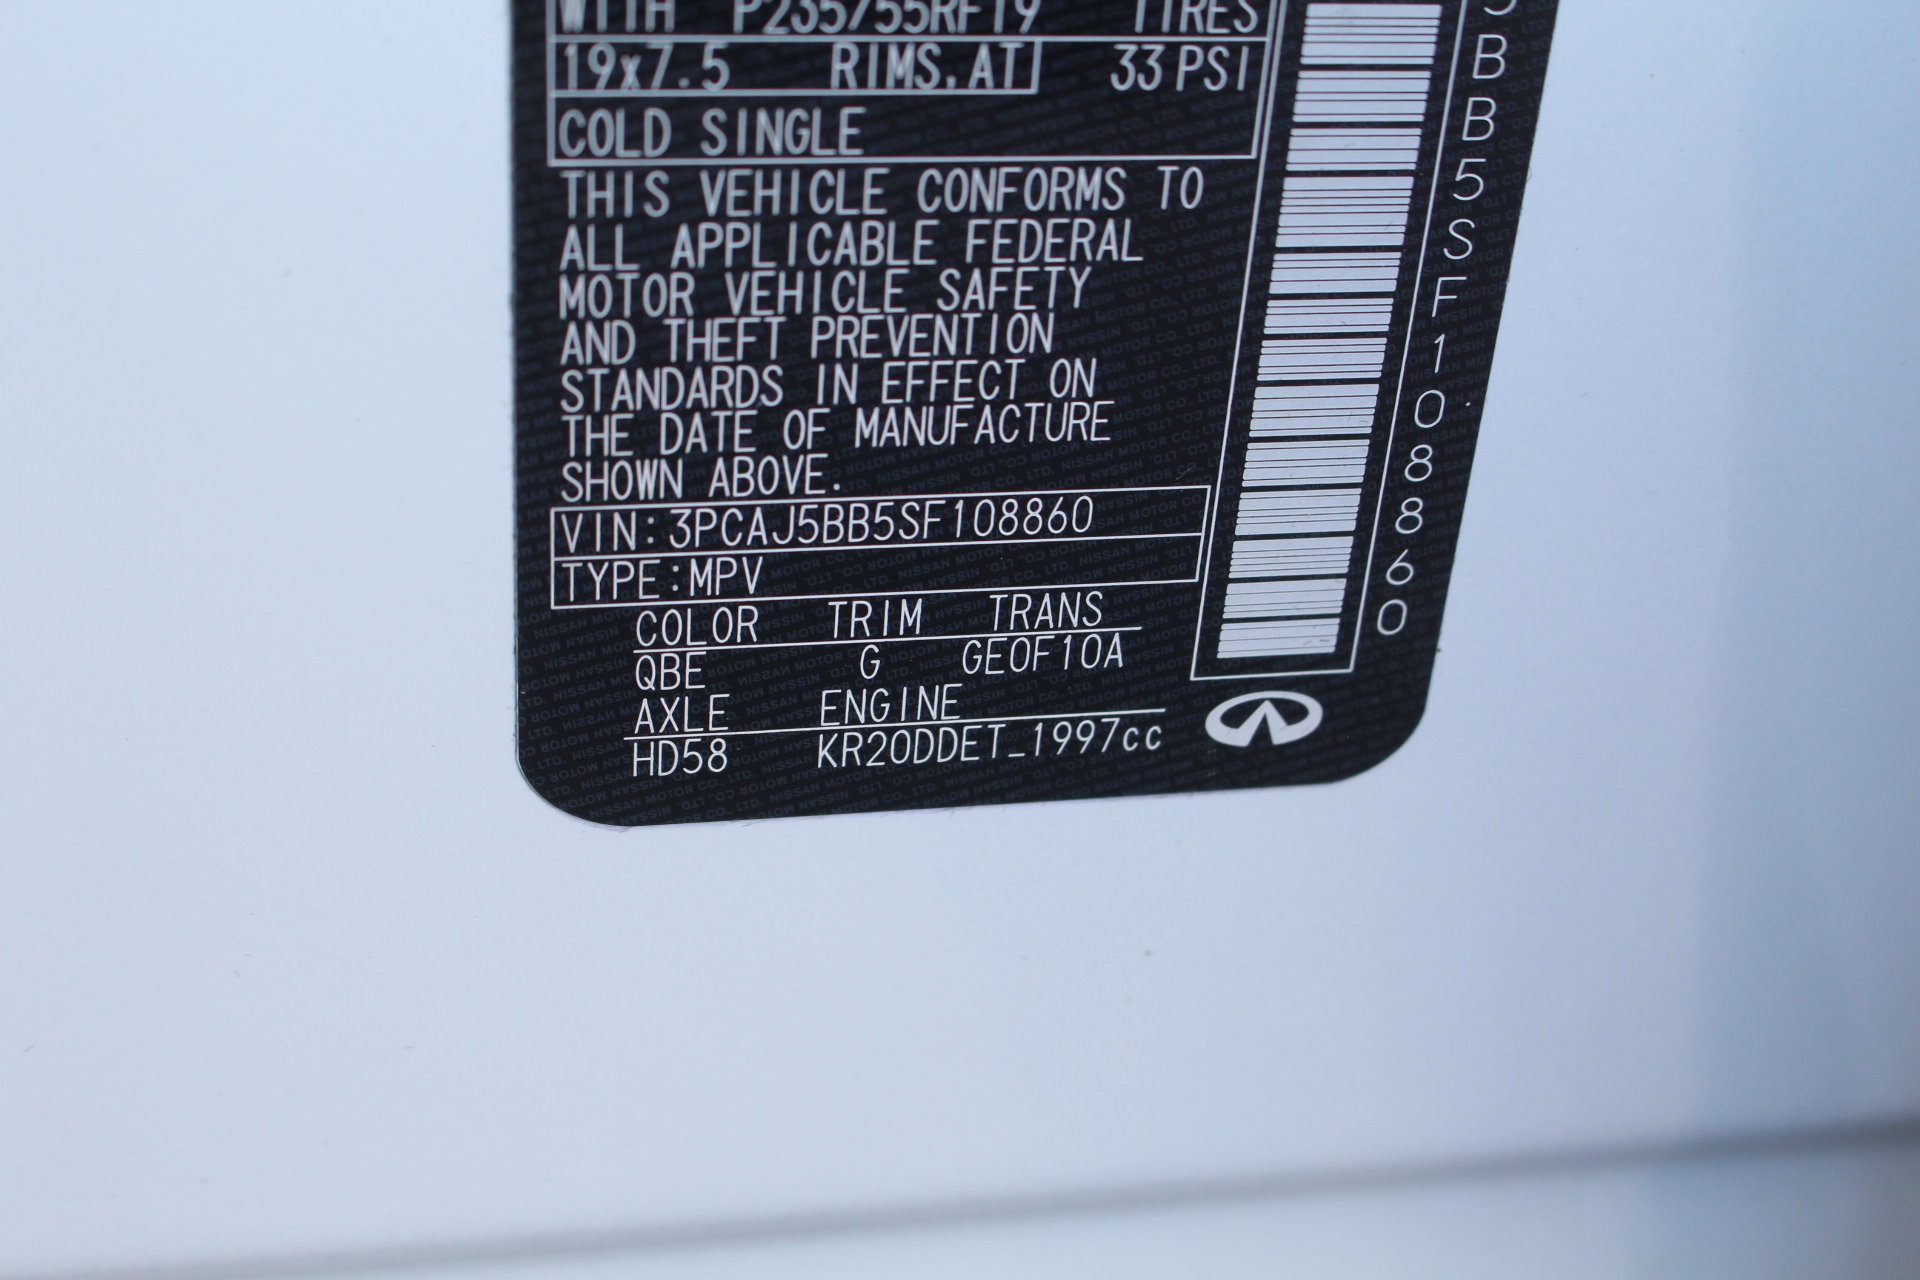 WITH P235/55RF19 TIRES
19x7.5 RIMS, AT 33 PSI
COLD SINGLE
THIS VEHICLE CONFORMS TO
ALL APPLICABLE FEDERAL
MOTOR VEHICLE SAFETY
AND THEFT PREVENTION
STANDARDS IN EFFECT ON
THE DATE OF MANUFACTURE
SHOWN ABOVE.
VIN:3PCAJ5BB5SF108860
TYPE:MPV
COLOR TRIM TRANS
QBE G GE0F10A
AXLE ENGINE
HD58 KR20DDET_1997cc
BB5SF108860